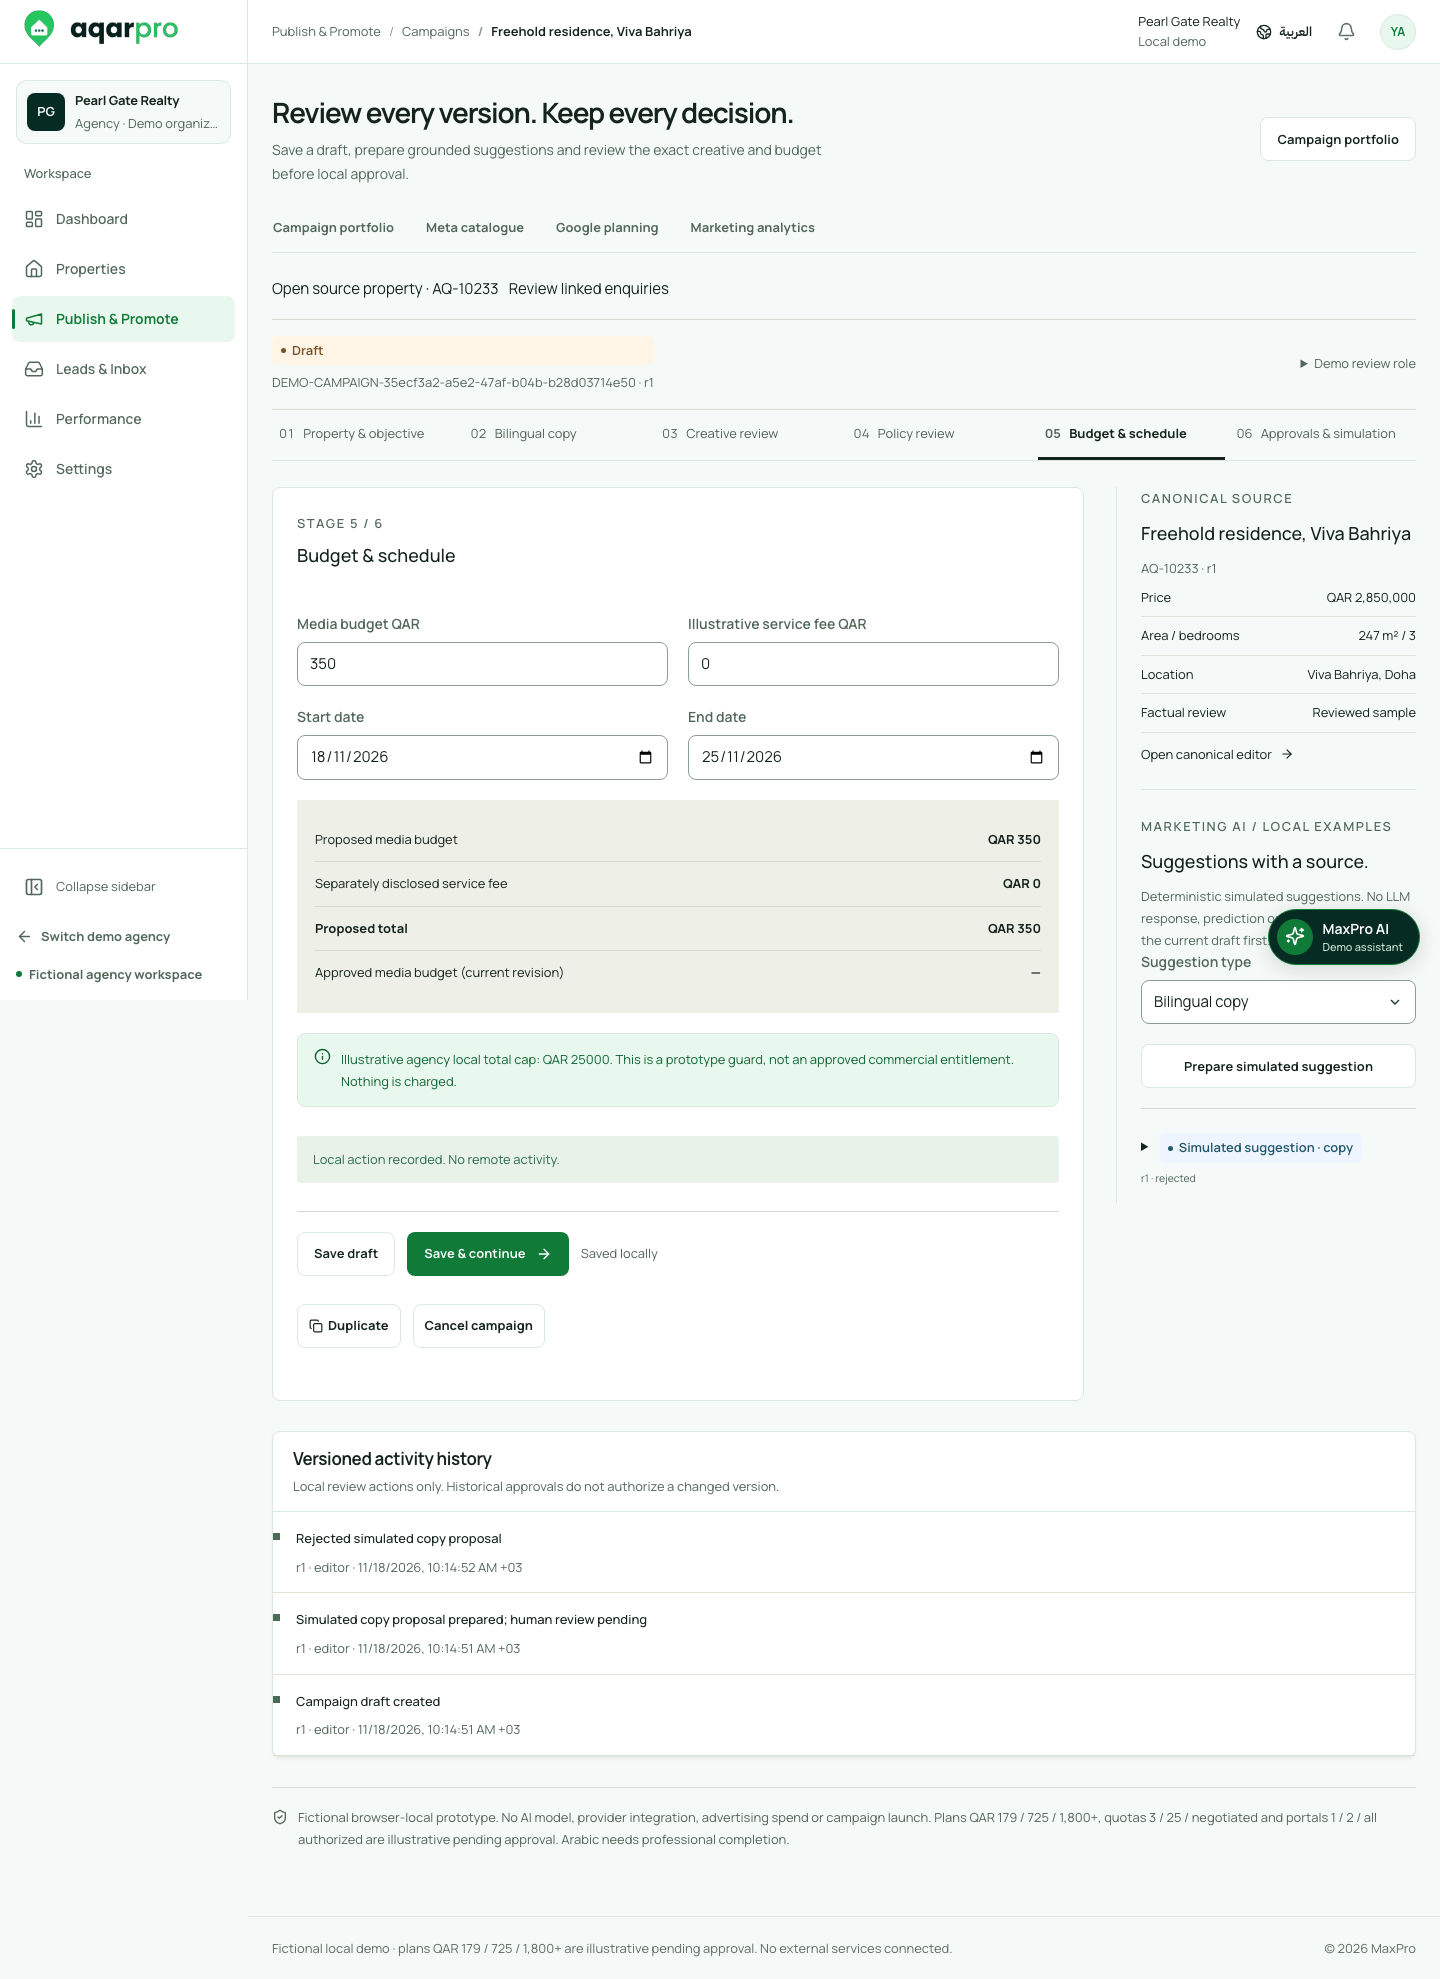 aqarpro
Publish & Promote / Campaigns / Freehold residence, Viva Bahriya
Pearl Gate Realty
Local demo
العربية
YA
PG
Pearl Gate Realty
Agency · Demo organiz...
Workspace
Dashboard
Properties
Publish & Promote
Leads & Inbox
Performance
Settings
Collapse sidebar
Switch demo agency
Fictional agency workspace
Review every version. Keep every decision.
Save a draft, prepare grounded suggestions and review the exact creative and budget
before local approval.
Campaign portfolio
Campaign portfolio Meta catalogue Google planning Marketing analytics
Open source property · AQ-10233 Review linked enquiries
Draft
DEMO-CAMPAIGN-35ecf3a2-a5e2-47af-b04b-b28d03714e50 · r1
Demo review role
01 Property & objective 02 Bilingual copy 03 Creative review 04 Policy review 05 Budget & schedule 06 Approvals & simulation
STAGE 5 / 6
Budget & schedule
Media budget QAR Illustrative service fee QAR
350 0
Start date End date
18/11/2026 25/11/2026
Proposed media budget QAR 350
Separately disclosed service fee QAR 0
Proposed total QAR 350
Approved media budget (current revision) —
Illustrative agency local total cap: QAR 25000. This is a prototype guard, not an approved commercial entitlement.
Nothing is charged.
Local action recorded. No remote activity.
Save draft Save & continue Saved locally
Duplicate Cancel campaign
CANONICAL SOURCE
Freehold residence, Viva Bahriya
AQ-10233 · r1
Price QAR 2,850,000
Area / bedrooms 247 m² / 3
Location Viva Bahriya, Doha
Factual review Reviewed sample
Open canonical editor
MARKETING AI / LOCAL EXAMPLES
Suggestions with a source.
Deterministic simulated suggestions. No LLM
response, prediction
the current draft first.
MaxPro AI
Demo assistant
Suggestion type
Bilingual copy
Prepare simulated suggestion
Simulated suggestion · copy
r1 · rejected
Versioned activity history
Local review actions only. Historical approvals do not authorize a changed version.
Rejected simulated copy proposal
r1 · editor · 11/18/2026, 10:14:52 AM +03
Simulated copy proposal prepared; human review pending
r1 · editor · 11/18/2026, 10:14:51 AM +03
Campaign draft created
r1 · editor · 11/18/2026, 10:14:51 AM +03
Fictional browser-local prototype. No AI model, provider integration, advertising spend or campaign launch. Plans QAR 179 / 725 / 1,800+, quotas 3 / 25 / negotiated and portals 1 / 2 / all
authorized are illustrative pending approval. Arabic needs professional completion.
Fictional local demo · plans QAR 179 / 725 / 1,800+ are illustrative pending approval. No external services connected.
© 2026 MaxPro